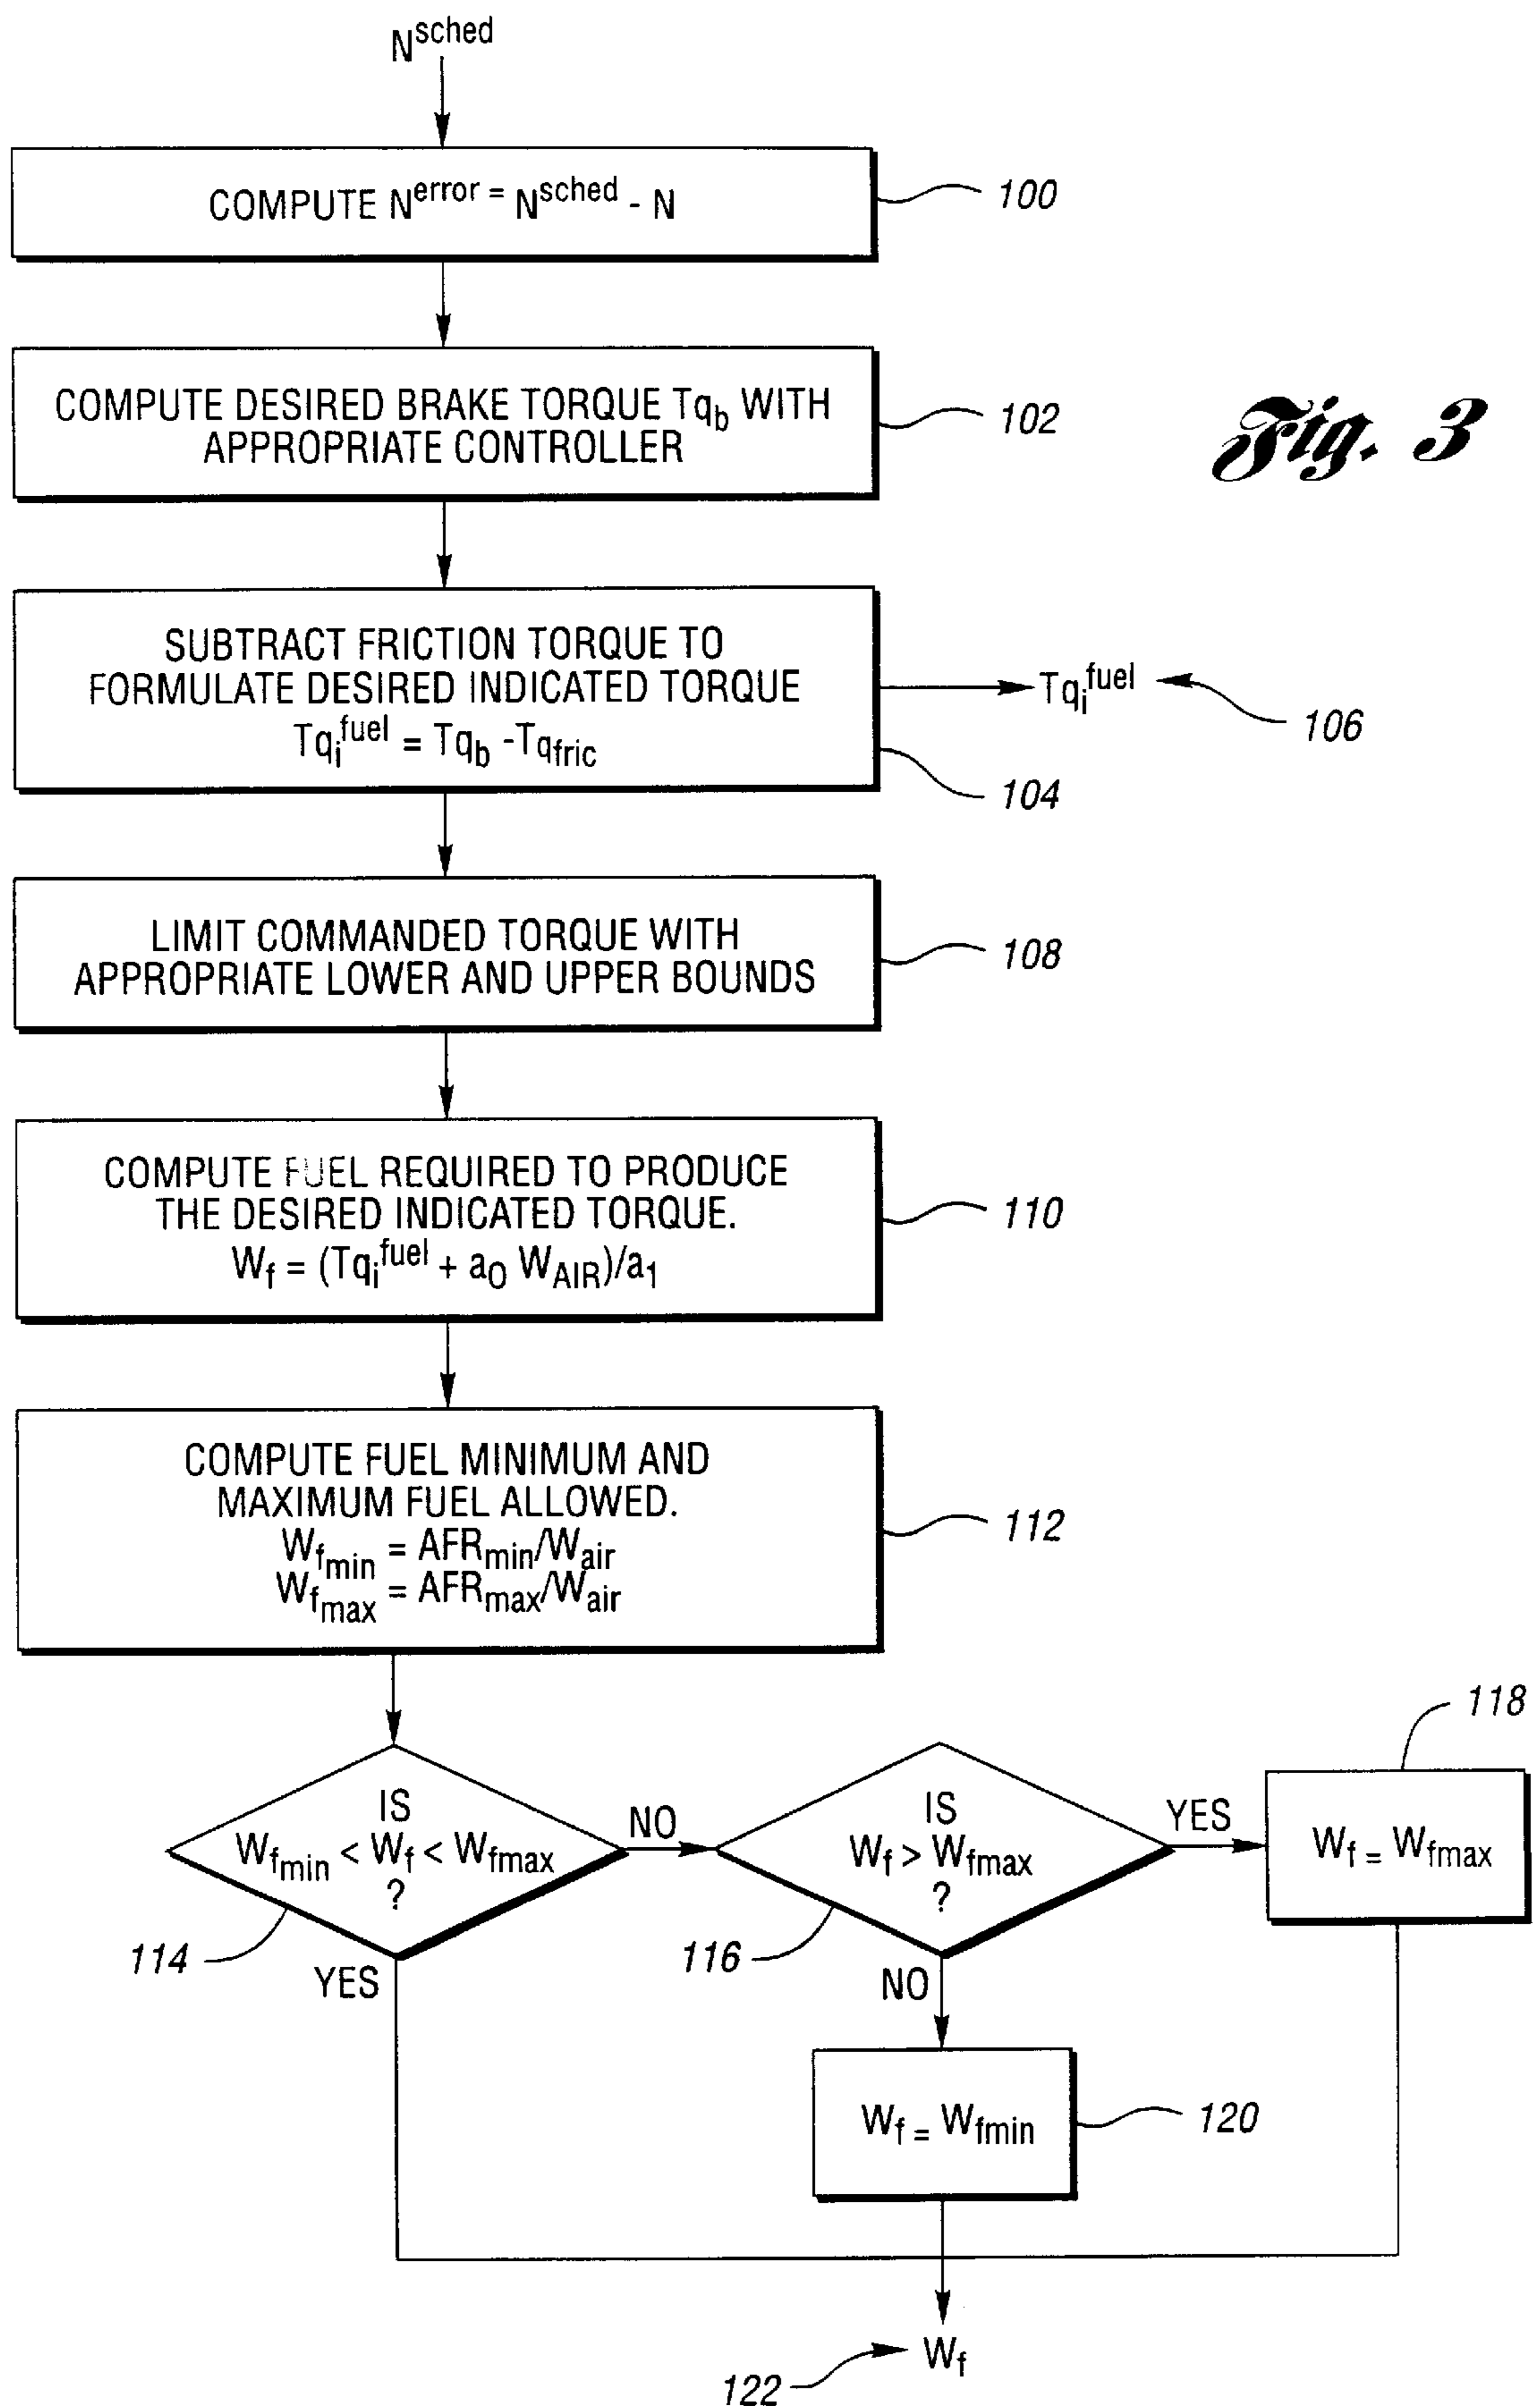 N^sched
COMPUTE N^error = N^sched - N
100
COMPUTE DESIRED BRAKE TORQUE Tq_b WITH
APPROPRIATE CONTROLLER
102
Fig. 3
SUBTRACT FRICTION TORQUE TO
FORMULATE DESIRED INDICATED TORQUE
Tq_i^fuel = Tq_b -Tq_fric
Tq_i^fuel
106
104
LIMIT COMMANDED TORQUE WITH
APPROPRIATE LOWER AND UPPER BOUNDS
108
COMPUTE FUEL REQUIRED TO PRODUCE
THE DESIRED INDICATED TORQUE.
W_f = (Tq_i^fuel + a_0 W_AIR)/a_1
110
COMPUTE FUEL MINIMUM AND
MAXIMUM FUEL ALLOWED.
W_fmin = AFR_min/W_air
W_fmax = AFR_max/W_air
112
118
IS
W_fmin < W_f < W_fmax
?
NO
IS
W_f > W_fmax
?
YES
W_f = W_fmax
114
YES
116
NO
W_f = W_fmin
120
W_f
122